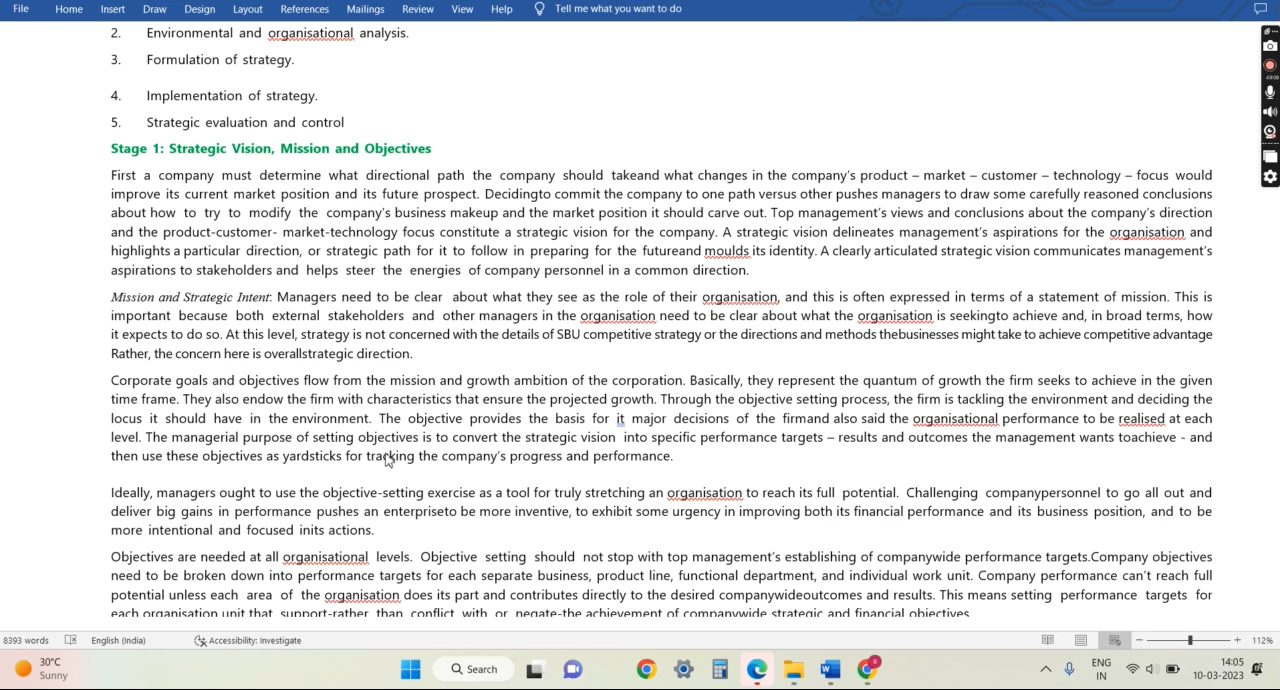 File Home Insert Draw Design Layout References Mailings Review View Help Tell me what you want to do
2. Environmental and organisational analysis.
3. Formulation of strategy.
4. Implementation of strategy.
5. Strategic evaluation and control
Stage 1: Strategic Vision, Mission and Objectives
First a company must determine what directional path the company should takeand what changes in the company's product – market – customer – technology – focus would
improve its current market position and its future prospect. Decidingto commit the company to one path versus other pushes managers to draw some carefully reasoned conclusions
about how to try to modify the company's business makeup and the market position it should carve out. Top management's views and conclusions about the company's direction
and the product-customer- market-technology focus constitute a strategic vision for the company. A strategic vision delineates management's aspirations for the organisation and
highlights a particular direction, or strategic path for it to follow in preparing for the futureand moulds its identity. A clearly articulated strategic vision communicates management's
aspirations to stakeholders and helps steer the energies of company personnel in a common direction.
Mission and Strategic Intent: Managers need to be clear about what they see as the role of their organisation, and this is often expressed in terms of a statement of mission. This is
important because both external stakeholders and other managers in the organisation need to be clear about what the organisation is seekingto achieve and, in broad terms, how
it expects to do so. At this level, strategy is not concerned with the details of SBU competitive strategy or the directions and methods thebusinesses might take to achieve competitive advantage
Rather, the concern here is overallstrategic direction.
Corporate goals and objectives flow from the mission and growth ambition of the corporation. Basically, they represent the quantum of growth the firm seeks to achieve in the given
time frame. They also endow the firm with characteristics that ensure the projected growth. Through the objective setting process, the firm is tackling the environment and deciding the
locus it should have in the environment. The objective provides the basis for it major decisions of the firmand also said the organisational performance to be realised at each
level. The managerial purpose of setting objectives is to convert the strategic vision into specific performance targets – results and outcomes the management wants toachieve - and
then use these objectives as yardsticks for tracking the company's progress and performance.
Ideally, managers ought to use the objective-setting exercise as a tool for truly stretching an organisation to reach its full potential. Challenging companypersonnel to go all out and
deliver big gains in performance pushes an enterpriseto be more inventive, to exhibit some urgency in improving both its financial performance and its business position, and to be
more intentional and focused inits actions.
Objectives are needed at all organisational levels. Objective setting should not stop with top management's establishing of companywide performance targets.Company objectives
need to be broken down into performance targets for each separate business, product line, functional department, and individual work unit. Company performance can't reach full
potential unless each area of the organisation does its part and contributes directly to the desired companywideoutcomes and results. This means setting performance targets for
each organisation unit that support-rather than conflict with or negate-the achievement of companywide strategic and financial objectives.
8393 words English (India) Accessibility: Investigate 112%
30°C
Sunny
Search
ENG
IN
14:05
10-03-2023